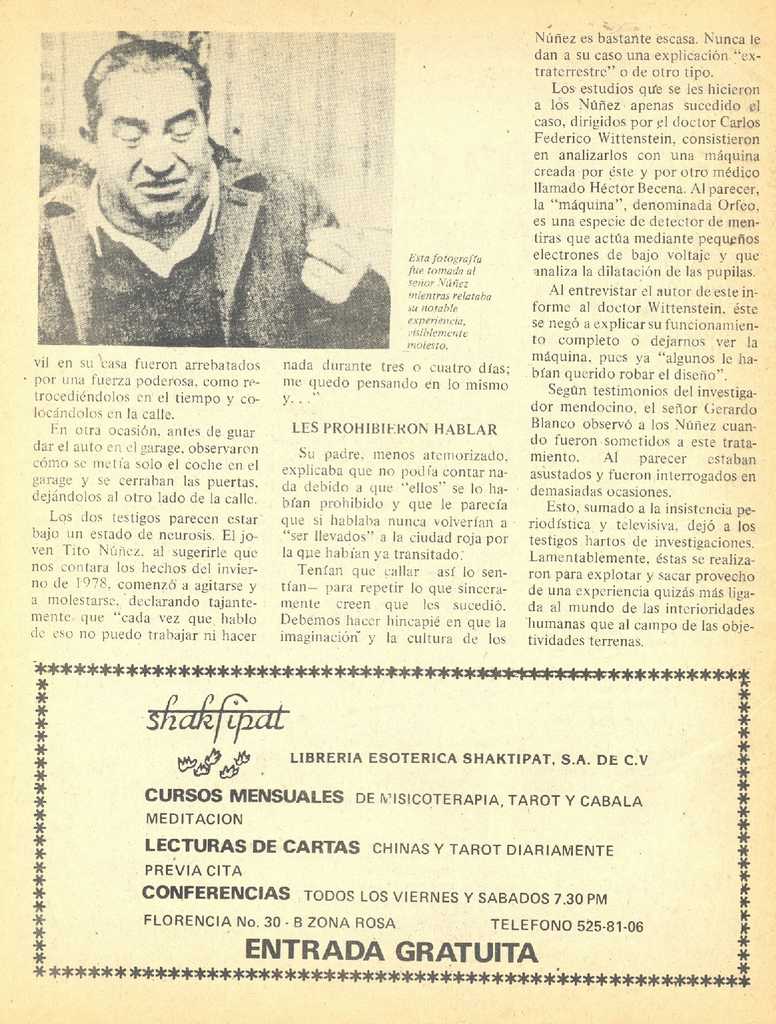 Esta fotografía
fue tomada al
señor Núñez
mientras relataba
su notable
experiencia,
visiblemente
molesto.
vil en su casa fueron arrebatados
por una fuerza poderosa, como re-
trocediéndolos en el tiempo y co-
locándolos en la calle.
En otra ocasión, antes de guar
dar el auto en el garage, observaron
cómo se metía solo el coche en el
garage y se cerraban las puertas,
dejándolos al otro lado de la calle.
Los dos testigos parecen estar
bajo un estado de neurosis. El jo-
ven Tito Núñez, al sugerirle que
nos contara los hechos del invier-
no de 1978, comenzó a agitarse y
a molestarse, declarando tajante-
mente que "cada vez que hablo
de eso no puedo trabajar ni hacer
nada durante tres o cuatro días;
me quedo pensando en lo mismo
y. . ."
LES PROHIBIERON HABLAR
Su padre, menos atemorizado,
explicaba que no podía contar na-
da debido a que "ellos" se lo ha-
bían prohibido y que le parecía
que si hablaba nunca volverían a
"ser llevados" a la ciudad roja por
la que habían ya transitado.
Tenían que callar —así lo sen-
tían— para repetir lo que sincera-
mente creen que les sucedió.
Debemos hacer hincapié en que la
imaginación y la cultura de los
Núñez es bastante escasa. Nunca le
dan a su caso una explicación "ex-
traterrestre" o de otro tipo.
Los estudios que se les hicieron
a los Núñez apenas sucedido el
caso, dirigidos por el doctor Carlos
Federico Wittenstein, consistieron
en analizarlos con una máquina
creada por éste y por otro médico
llamado Héctor Becena. Al parecer,
la "máquina", denominada Orfeo,
es una especie de detector de men-
tiras que actúa mediante pequeños
electrones de bajo voltaje y que
analiza la dilatación de las pupilas.
Al entrevistar el autor de este in-
forme al doctor Wittenstein, éste
se negó a explicar su funcionamien-
to completo o dejarnos ver la
máquina, pues ya "algunos le ha-
bían querido robar el diseño".
Según testimonios del investiga-
dor mendocino, el señor Gerardo
Blanco observó a los Núñez cuan-
do fueron sometidos a este trata-
miento. Al parecer estaban
asustados y fueron interrogados en
demasiadas ocasiones.
Esto, sumado a la insistencia pe-
riodística y televisiva, dejó a los
testigos hartos de investigaciones.
Lamentablemente, éstas se realiza-
ron para explotar y sacar provecho
de una experiencia quizás más liga-
da al mundo de las interioridades
humanas que al campo de las obje-
tividades terrenas.
shaktipat
LIBRERIA ESOTERICA SHAKTIPAT, S.A. DE C.V
CURSOS MENSUALES DE MISICOTERAPIA, TAROT Y CABALA
MEDITACION
LECTURAS DE CARTAS CHINAS Y TAROT DIARIAMENTE
PREVIA CITA
CONFERENCIAS TODOS LOS VIERNES Y SABADOS 7.30 PM
FLORENCIA No. 30 - B ZONA ROSA TELEFONO 525-81-06
ENTRADA GRATUITA